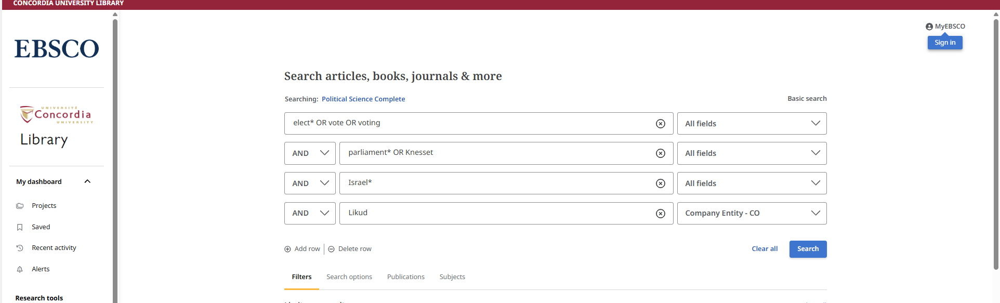 CONCORDIA UNIVERSITY LIBRARY
EBSCO
UNIVERSITÉ
Concordia
UNIVERSITY
Library
My dashboard
Projects
Saved
Recent activity
Alerts
Research tools
MyEBSCO
Sign in
Search articles, books, journals & more
Searching: Political Science Complete
Basic search
elect* OR vote OR voting
All fields
AND
parliament* OR Knesset
All fields
AND
Israel*
All fields
AND
Likud
Company Entity - CO
Add row
Delete row
Clear all
Search
Filters
Search options
Publications
Subjects